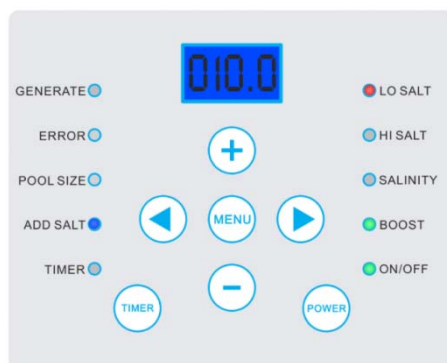 010.0
GENERATE
LO SALT
ERROR
HI SALT
POOL SIZE
SALINITY
MENU
ADD SALT
BOOST
TIMER
ON/OFF
TIMER
POWER